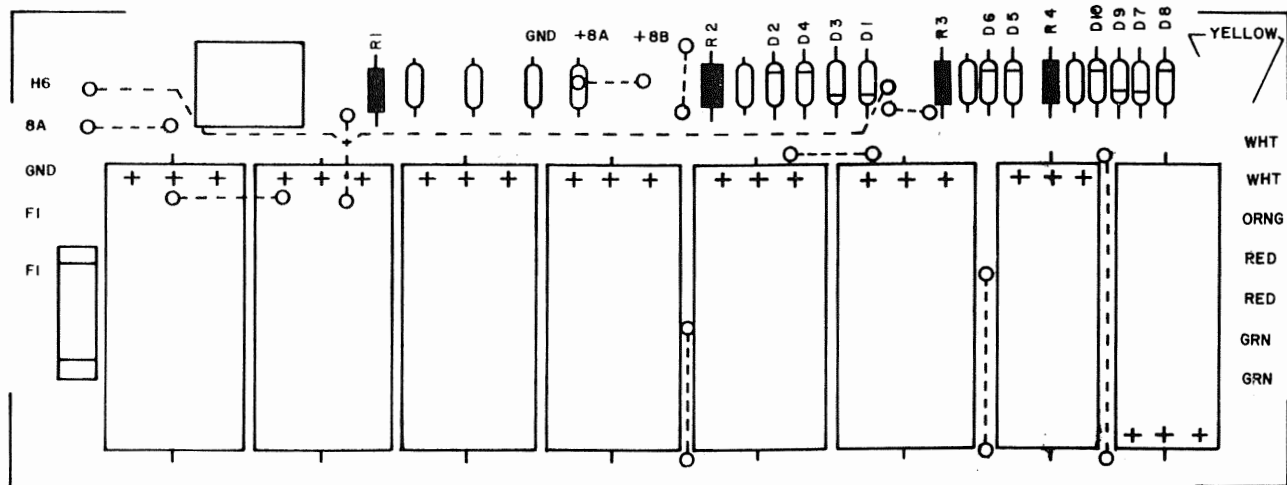 R1
GND +8A +8B
R2
D2
D4
D3
D1
R3
D6
D5
R4
D10
D9
D7
D8
YELLOW
H6
8A
GND
F1
F1
WHT
WHT
ORNG
RED
RED
GRN
GRN
+ + +
+ + +
+ + +
+ + +
+ + +
+ + +
+ + +
+ + +